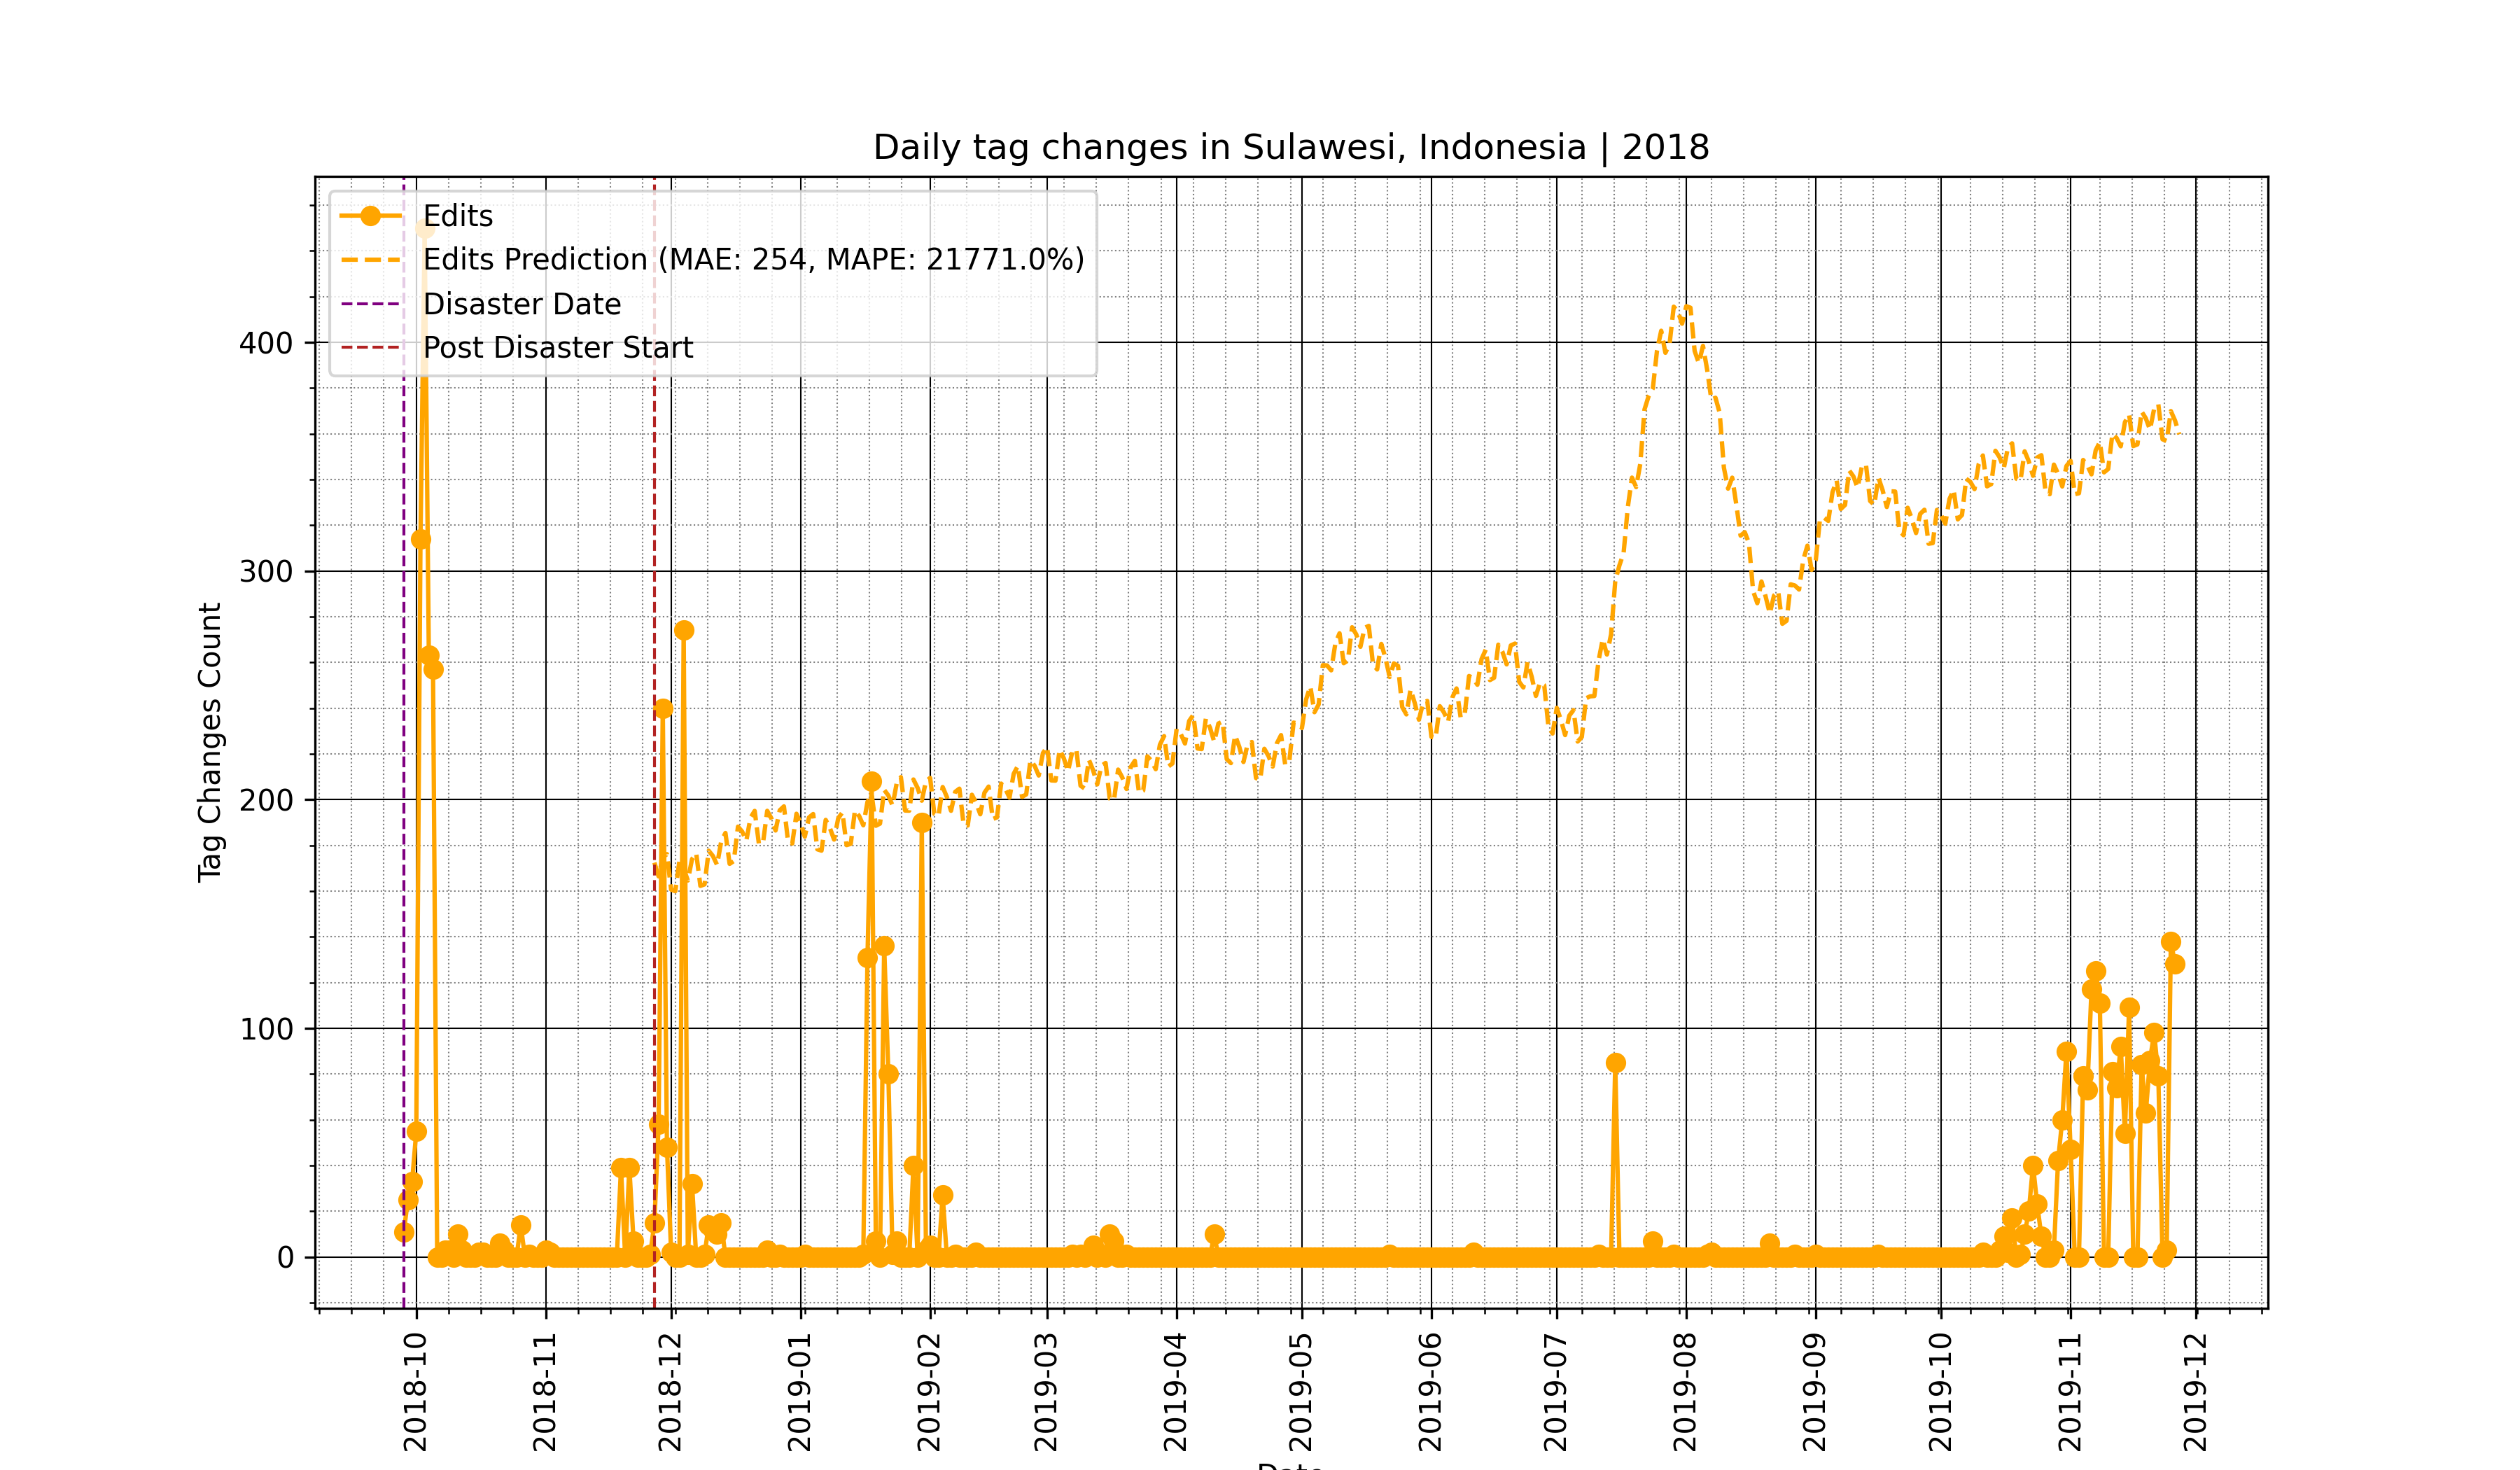 Daily tag changes in Sulawesi, Indonesia | 2018
Edits
Edits Prediction (MAE: 254, MAPE: 21771.0%)
Disaster Date
Post Disaster Start
Tag Changes Count
400
300
200
100
0
2018-10
2018-11
2018-12
2019-01
2019-02
2019-03
2019-04
2019-05
2019-06
2019-07
2019-08
2019-09
2019-10
2019-11
2019-12
Date